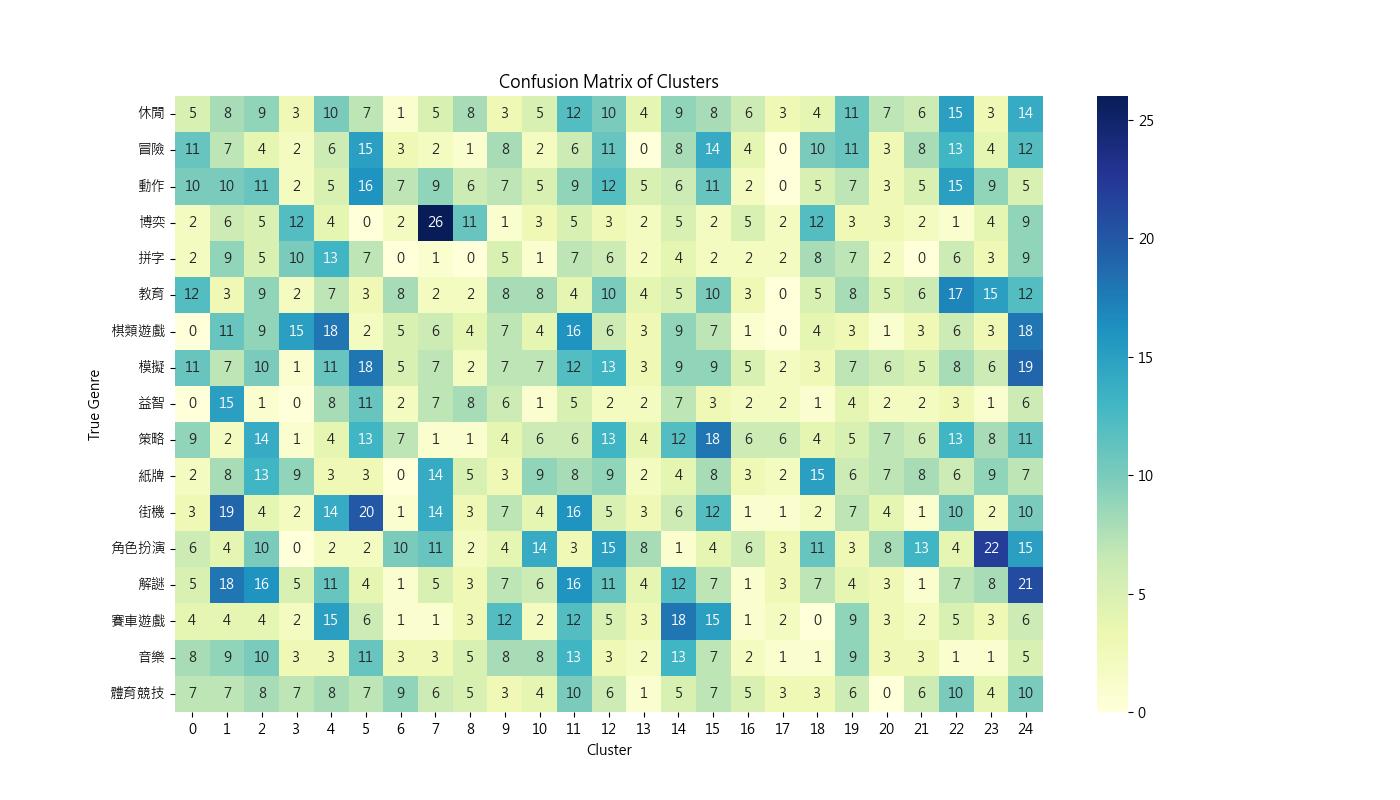 Confusion Matrix of Clusters
True Genre
休閒 5 8 9 3 10 7 1 5 8 3 5 12 10 4 9 8 6 3 4 11 7 6 15 3 14
冒險 11 7 4 2 6 15 3 2 1 8 2 6 11 0 8 14 4 0 10 11 3 8 13 4 12
動作 10 10 11 2 5 16 7 9 6 7 5 9 12 5 6 11 2 0 5 7 3 5 15 9 5
博奕 2 6 5 12 4 0 2 26 11 1 3 5 3 2 5 2 5 2 12 3 3 2 1 4 9
拼字 2 9 5 10 13 7 0 1 0 5 1 7 6 2 4 2 2 2 8 7 2 0 6 3 9
教育 12 3 9 2 7 3 8 2 2 8 8 4 10 4 5 10 3 0 5 8 5 6 17 15 12
棋類遊戲 0 11 9 15 18 2 5 6 4 7 4 16 6 3 9 7 1 0 4 3 1 3 6 3 18
模擬 11 7 10 1 11 18 5 7 2 7 7 12 13 3 9 9 5 2 3 7 6 5 8 6 19
益智 0 15 1 0 8 11 2 7 8 6 1 5 2 2 7 3 2 2 1 4 2 2 3 1 6
策略 9 2 14 1 4 13 7 1 1 4 6 6 13 4 12 18 6 6 4 5 7 6 13 8 11
紙牌 2 8 13 9 3 3 0 14 5 3 9 8 9 2 4 8 3 2 15 6 7 8 6 9 7
街機 3 19 4 2 14 20 1 14 3 7 4 16 5 3 6 12 1 1 2 7 4 1 10 2 10
角色扮演 6 4 10 0 2 2 10 11 2 4 14 3 15 8 1 4 6 3 11 3 8 13 4 22 15
解謎 5 18 16 5 11 4 1 5 3 7 6 16 11 4 12 7 1 3 7 4 3 1 7 8 21
賽車遊戲 4 4 4 2 15 6 1 1 3 12 2 12 5 3 18 15 1 2 0 9 3 2 5 3 6
音樂 8 9 10 3 3 11 3 3 5 8 8 13 3 2 13 7 2 1 1 9 3 3 1 1 5
體育競技 7 7 8 7 8 7 9 6 5 3 4 10 6 1 5 7 5 3 3 6 0 6 10 4 10
0 1 2 3 4 5 6 7 8 9 10 11 12 13 14 15 16 17 18 19 20 21 22 23 24
Cluster
25
20
15
10
5
0